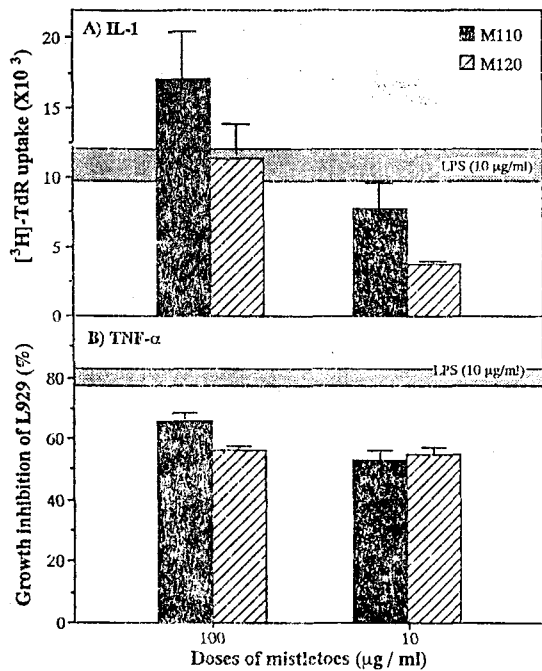 A) IL-1
M110
M120
LPS (10 µg/ml)
[³H]-TdR uptake (X10 ³)
20
15
10
5
0
B) TNF-α
LPS (10 µg/ml)
Growth inhibition of L929 (%)
80
60
40
20
0
100
10
Doses of mistletoes (µg / ml)